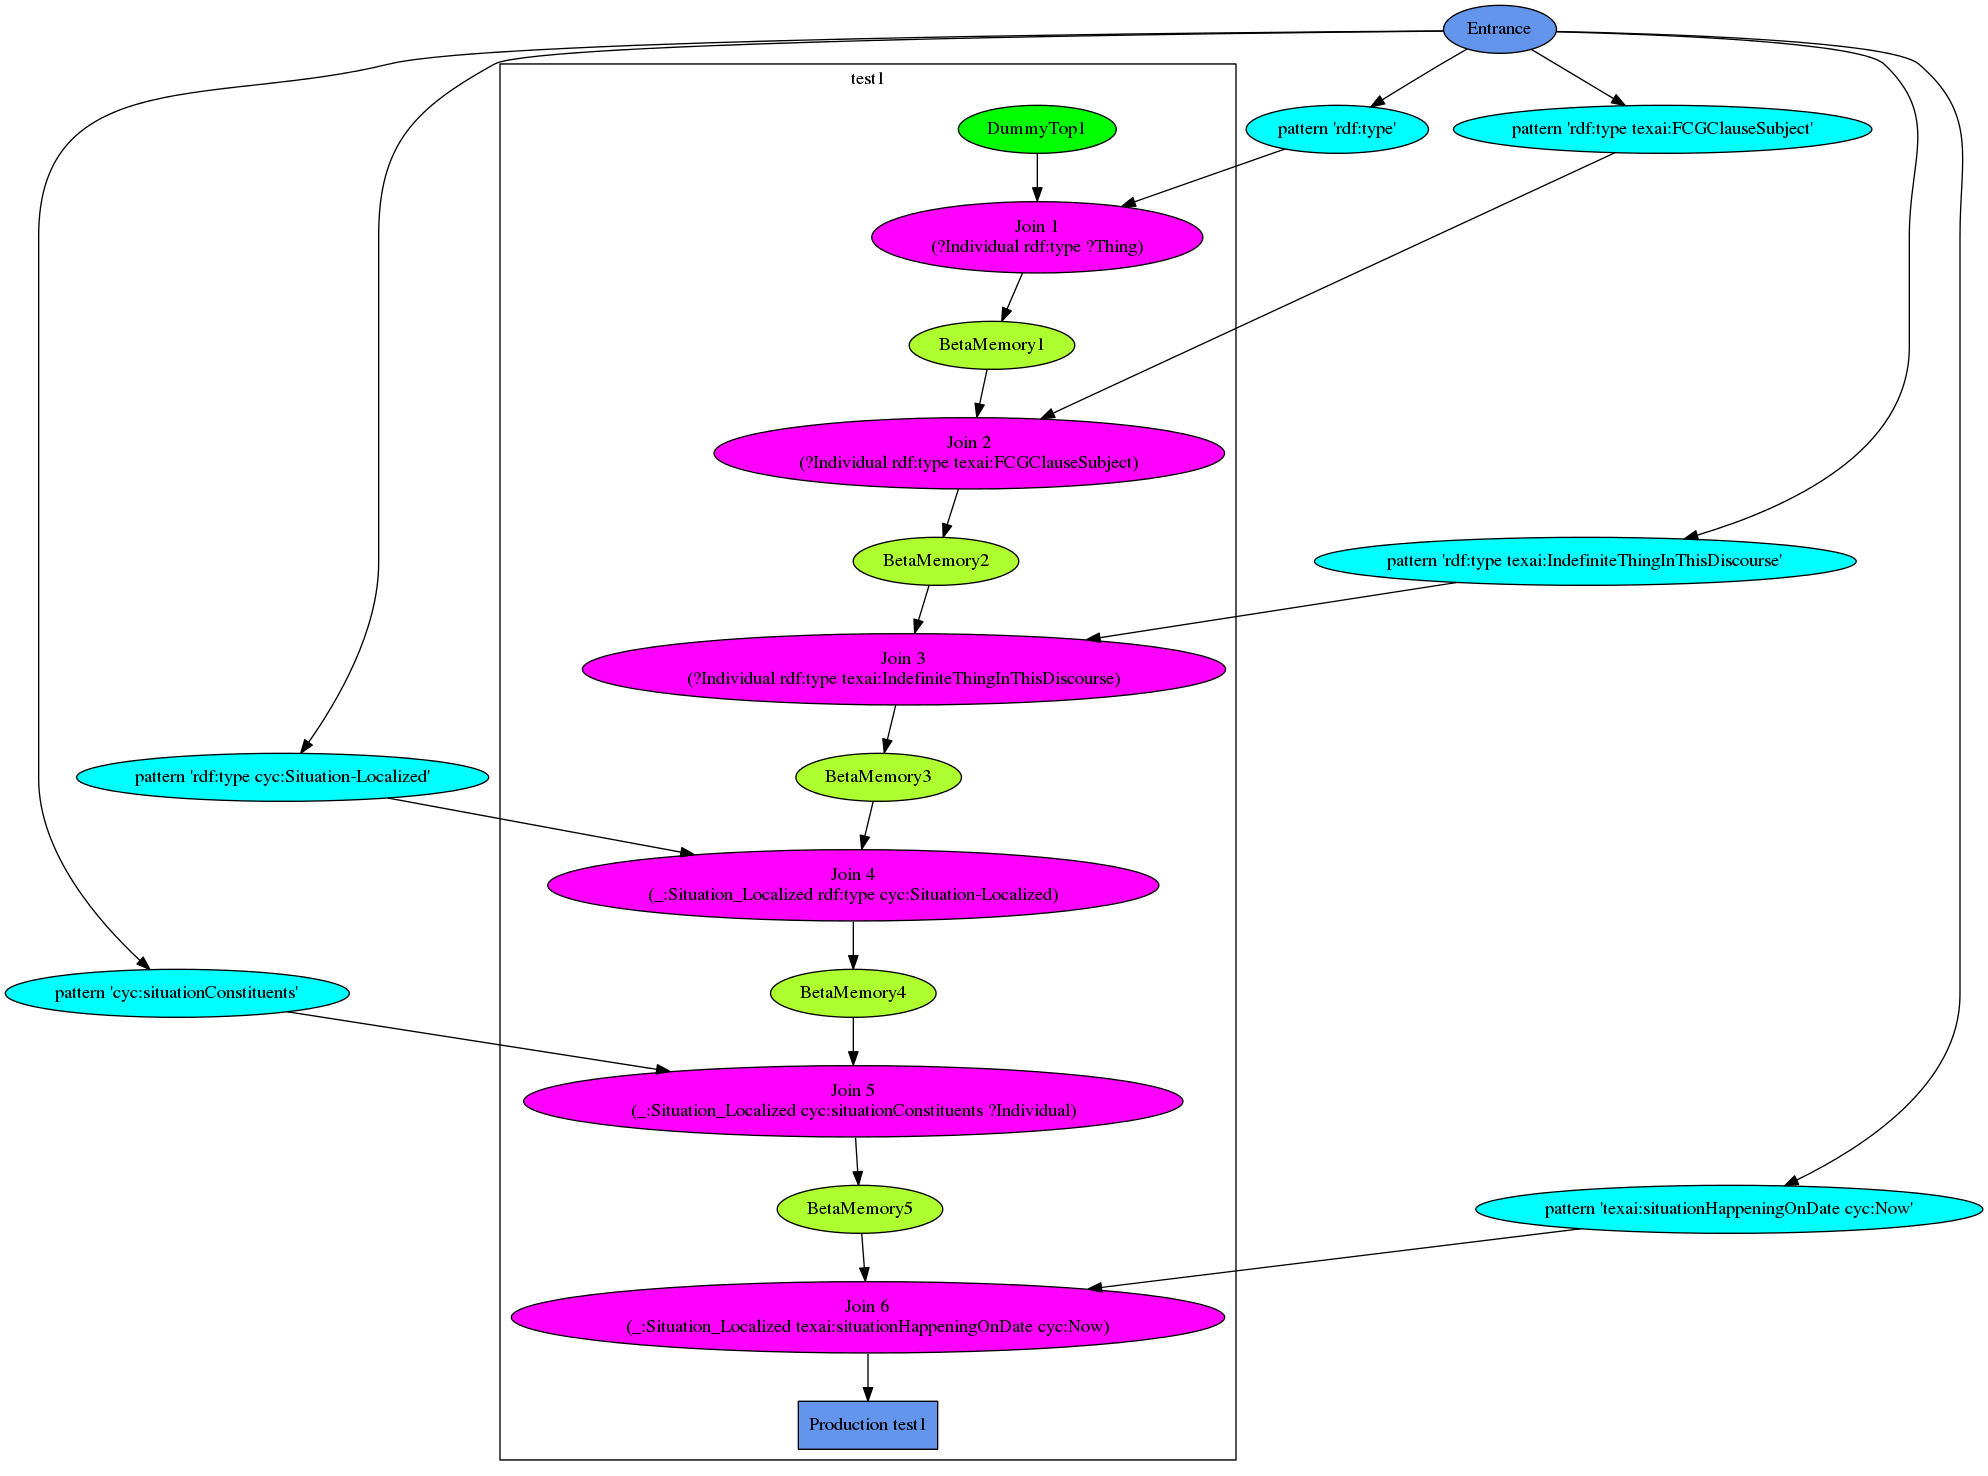 Entrance
test1
DummyTop1
pattern 'rdf:type'
pattern 'rdf:type texai:FCGClauseSubject'
Join 1
(?Individual rdf:type ?Thing)
BetaMemory1
Join 2
(?Individual rdf:type texai:FCGClauseSubject)
BetaMemory2
pattern 'rdf:type texai:IndefiniteThingInThisDiscourse'
Join 3
(?Individual rdf:type texai:IndefiniteThingInThisDiscourse)
pattern 'rdf:type cyc:Situation-Localized'
BetaMemory3
Join 4
(_:Situation_Localized rdf:type cyc:Situation-Localized)
pattern 'cyc:situationConstituents'
BetaMemory4
Join 5
(_:Situation_Localized cyc:situationConstituents ?Individual)
BetaMemory5
pattern 'texai:situationHappeningOnDate cyc:Now'
Join 6
(_:Situation_Localized texai:situationHappeningOnDate cyc:Now)
Production test1